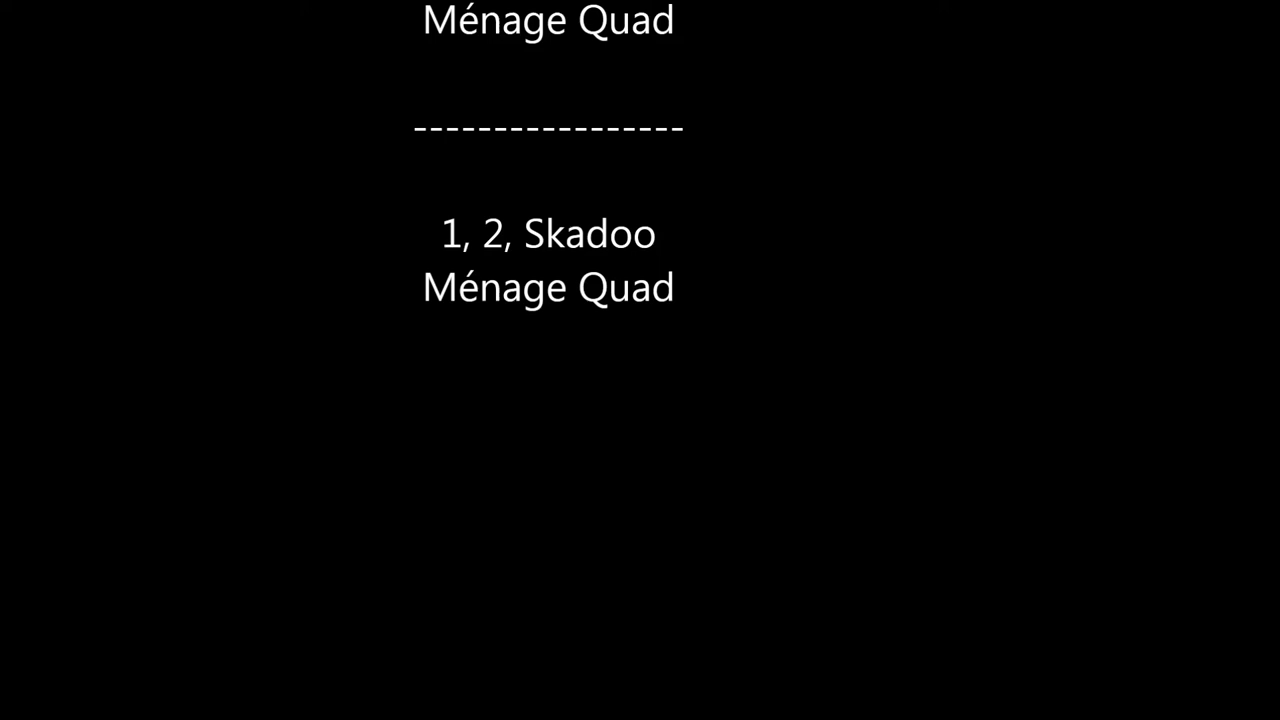 Ménage Quad
-----------------
1, 2, Skadoo
Ménage Quad